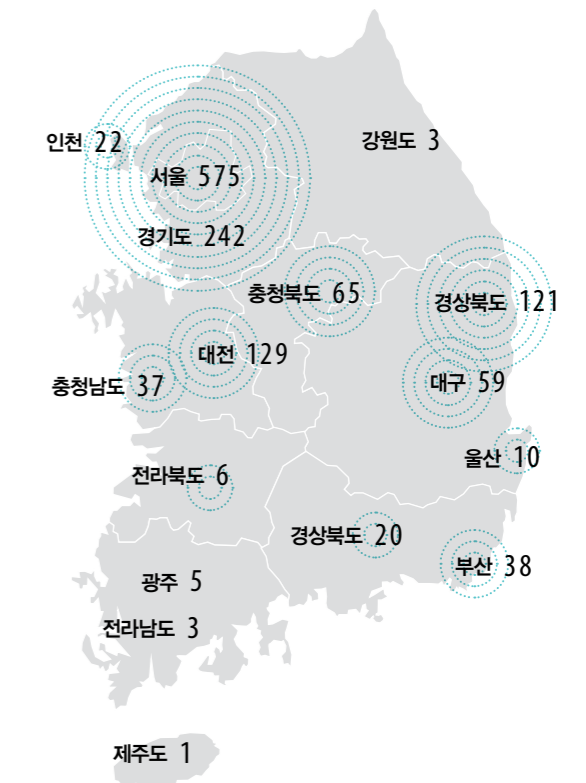 인천 22
강원도 3
서울 575
경기도 242
충청북도 65
경상북도 121
대전 129
충청남도 37
대구 59
울산 10
전라북도 6
경상북도 20
부산 38
광주 5
전라남도 3
제주도 1